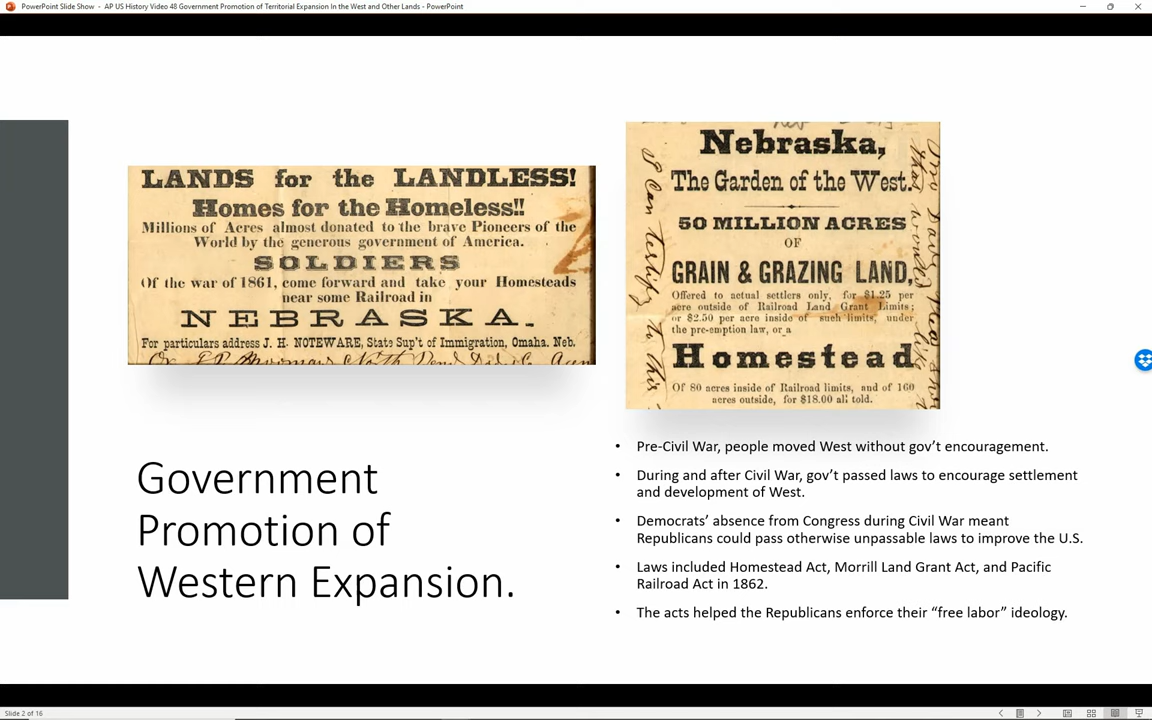 PowerPoint Slide Show - AP US History Video 48 Government Promotion of Territorial Expansion In the West and Other Lands - PowerPoint
LANDS for the LANDLESS!
Homes for the Homeless!!
Millions of Acres almost donated to the brave Pioneers of the
World by the generous government of America.
SOLDIERS
Of the war of 1861, come forward and take your Homesteads
near some Railroad in
NEBRASKA.
For particulars address J. H. NOTEWARE, State Sup't of Immigration, Omaha. Neb.
Nebraska,
The Garden of the West.
50 MILLION ACRES
OF
GRAIN & GRAZING LAND,
Offered to actual settlers only, for $1.25 per
acre outside of Railroad Land Grant Limits;
or $2.50 per acre inside of such limits, under
the pre-emption law, or a
Homestead
Of 80 acres inside of Railroad limits, and of 160
acres outside, for $18.00 all told.
I Can testify to this
Government
Promotion of
Western Expansion.
• Pre-Civil War, people moved West without gov't encouragement.
• During and after Civil War, gov't passed laws to encourage settlement
and development of West.
• Democrats' absence from Congress during Civil War meant
Republicans could pass otherwise unpassable laws to improve the U.S.
• Laws included Homestead Act, Morrill Land Grant Act, and Pacific
Railroad Act in 1862.
• The acts helped the Republicans enforce their “free labor” ideology.
Slide 2 of 16